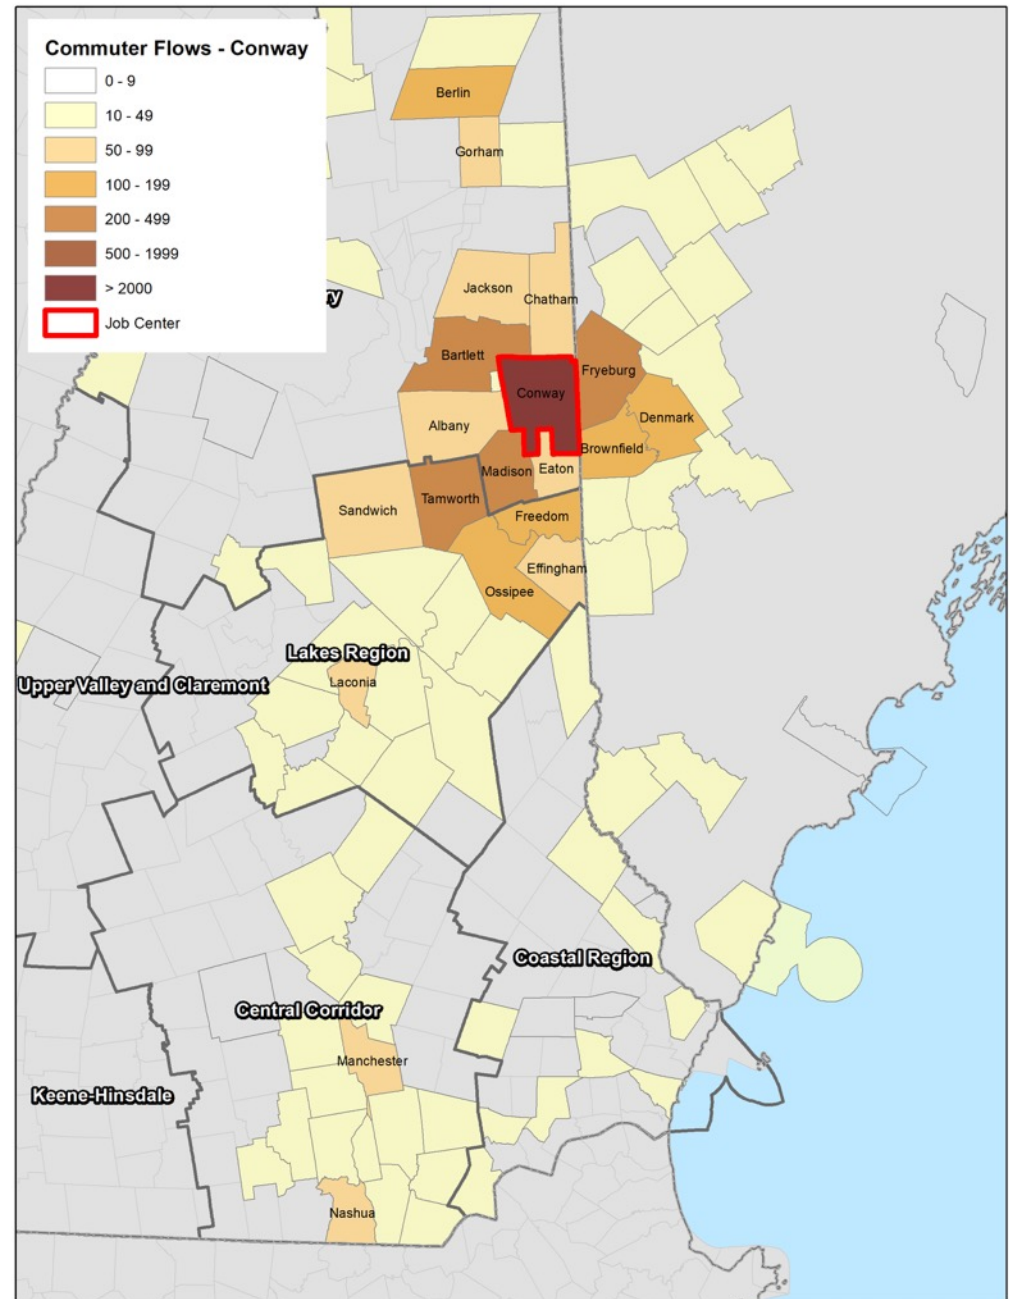 Commuter Flows - Conway
0 - 9
10 - 49
50 - 99
100 - 199
200 - 499
500 - 1999
> 2000
Job Center
Berlin
Gorham
ry
Jackson
Chatham
Bartlett
Fryeburg
Conway
Denmark
Albany
Brownfield
Madison
Eaton
Tamworth
Sandwich
Freedom
Effingham
Ossipee
Lakes Region
Laconia
Upper Valley and Claremont
Coastal Region
Central Corridor
Manchester
Keene-Hinsdale
Nashua